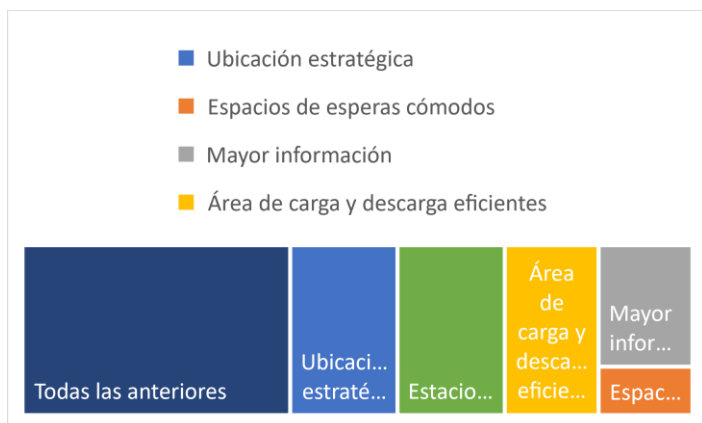 Ubicación estratégica
Espacios de esperas cómodos
Mayor información
Área de carga y descarga eficientes
Todas las anteriores
Ubicaci...
estraté...
Estacio...
Área
de
carga y
desca...
eficie...
Mayor
infor...
Espac...